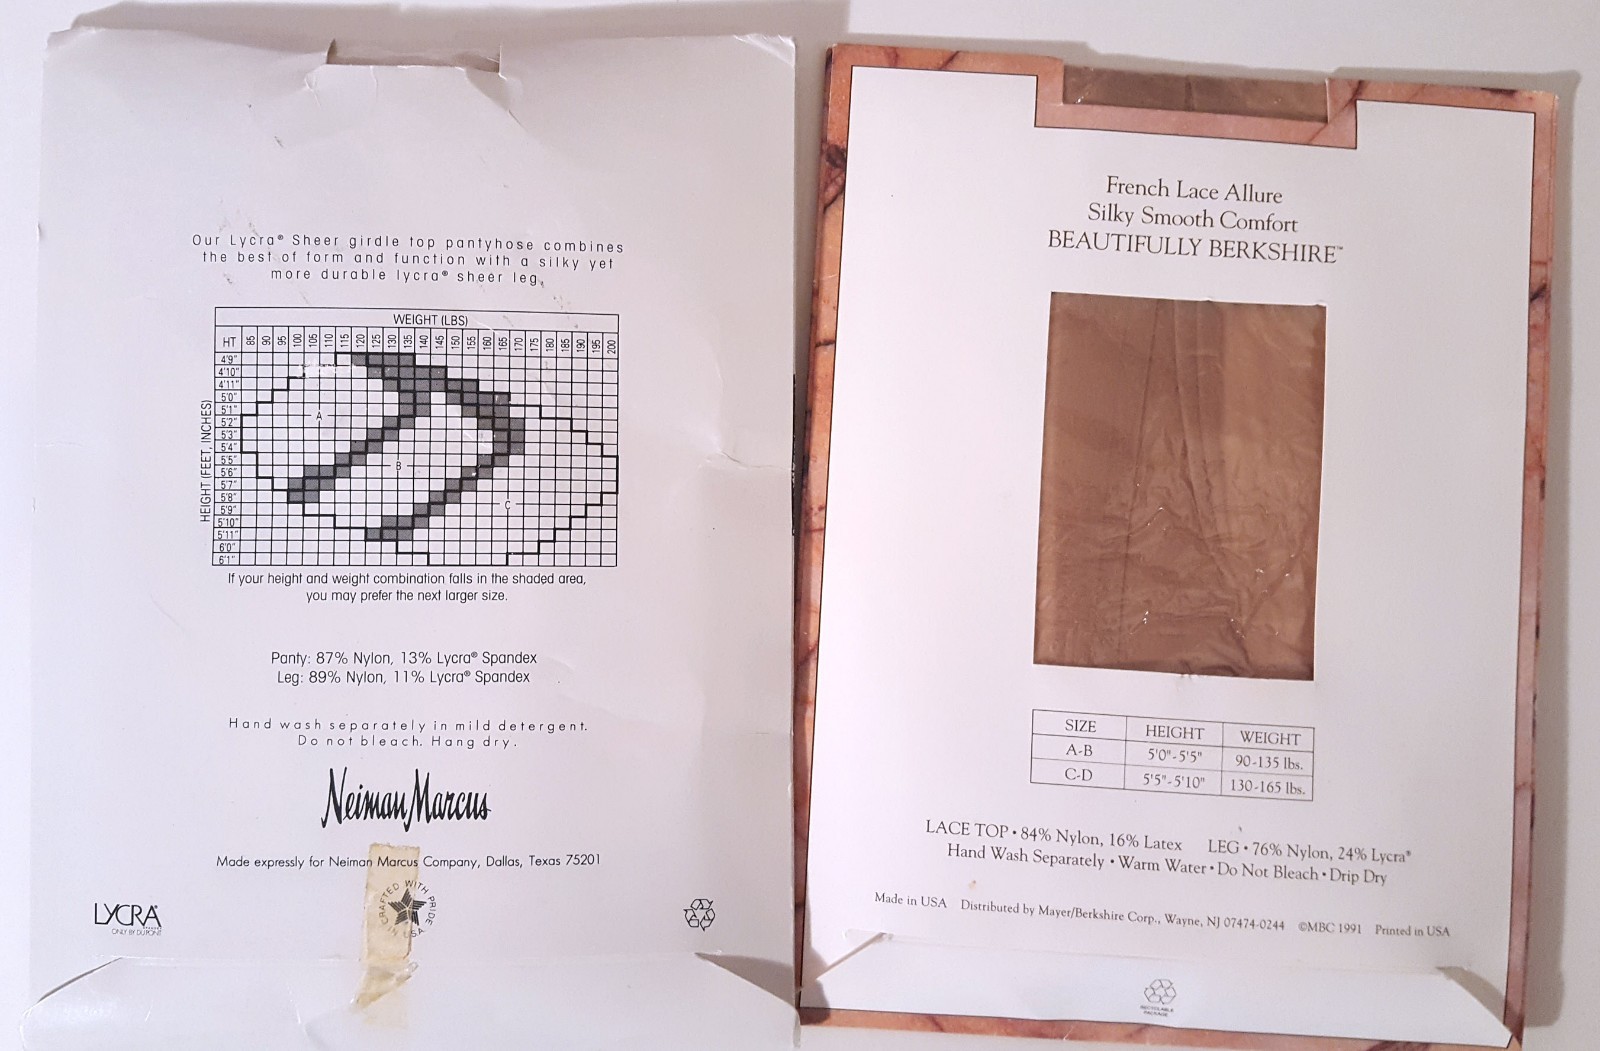 Our Lycra® Sheer girdle top pantyhose combines
the best of form and function with a silky yet
more durable lycra® sheer leg.
WEIGHT (LBS)
HT 85 90 95 100 105 110 115 120 125 130 135 140 145 150 155 160 165 170 175 180 185 190 195 200
HEIGHT (FEET, INCHES)
4'9"
4'10"
4'11"
5'0"
5'1"
5'2"
5'3"
5'4"
5'5"
5'6"
5'7"
5'8"
5'9"
5'10"
5'11"
6'0"
6'1"
A
B
C
If your height and weight combination falls in the shaded area,
you may prefer the next larger size.
Panty: 87% Nylon, 13% Lycra® Spandex
Leg: 89% Nylon, 11% Lycra® Spandex
Hand wash separately in mild detergent.
Do not bleach. Hang dry.
Neiman Marcus
Made expressly for Neiman Marcus Company, Dallas, Texas 75201
LYCRA®
ONLY BY DUPONT
CRAFTED WITH PRIDE IN USA
French Lace Allure
Silky Smooth Comfort
BEAUTIFULLY BERKSHIRE™
SIZE HEIGHT WEIGHT
A-B 5'0"-5'5" 90-135 lbs.
C-D 5'5"-5'10" 130-165 lbs.
LACE TOP • 84% Nylon, 16% Latex LEG • 76% Nylon, 24% Lycra®
Hand Wash Separately • Warm Water • Do Not Bleach • Drip Dry
Made in USA Distributed by Mayer/Berkshire Corp., Wayne, NJ 07474-0244 ©MBC 1991 Printed in USA
RECYCLABLE
PACKAGE